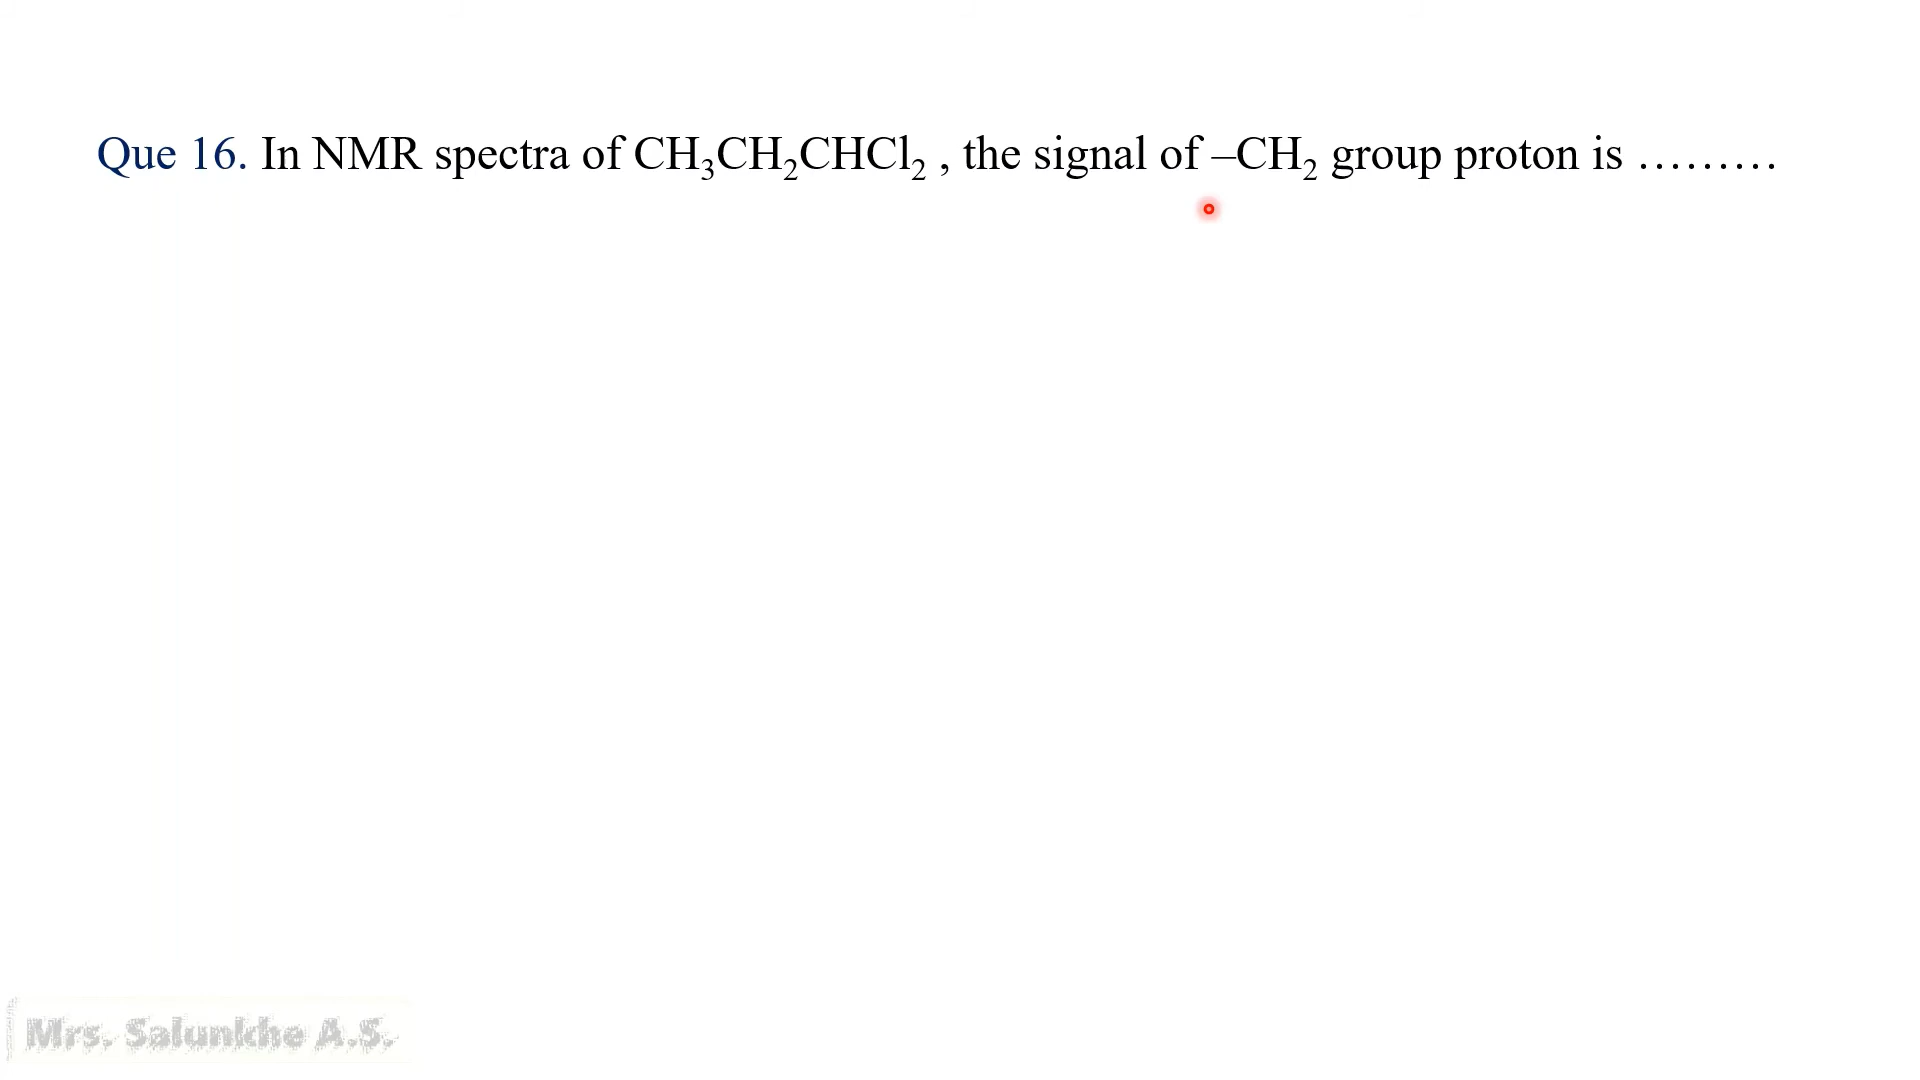 Que 16. In NMR spectra of CH₃CH₂CHCl₂ , the signal of –CH₂ group proton is ………
Mrs. Salunkhe A.S.